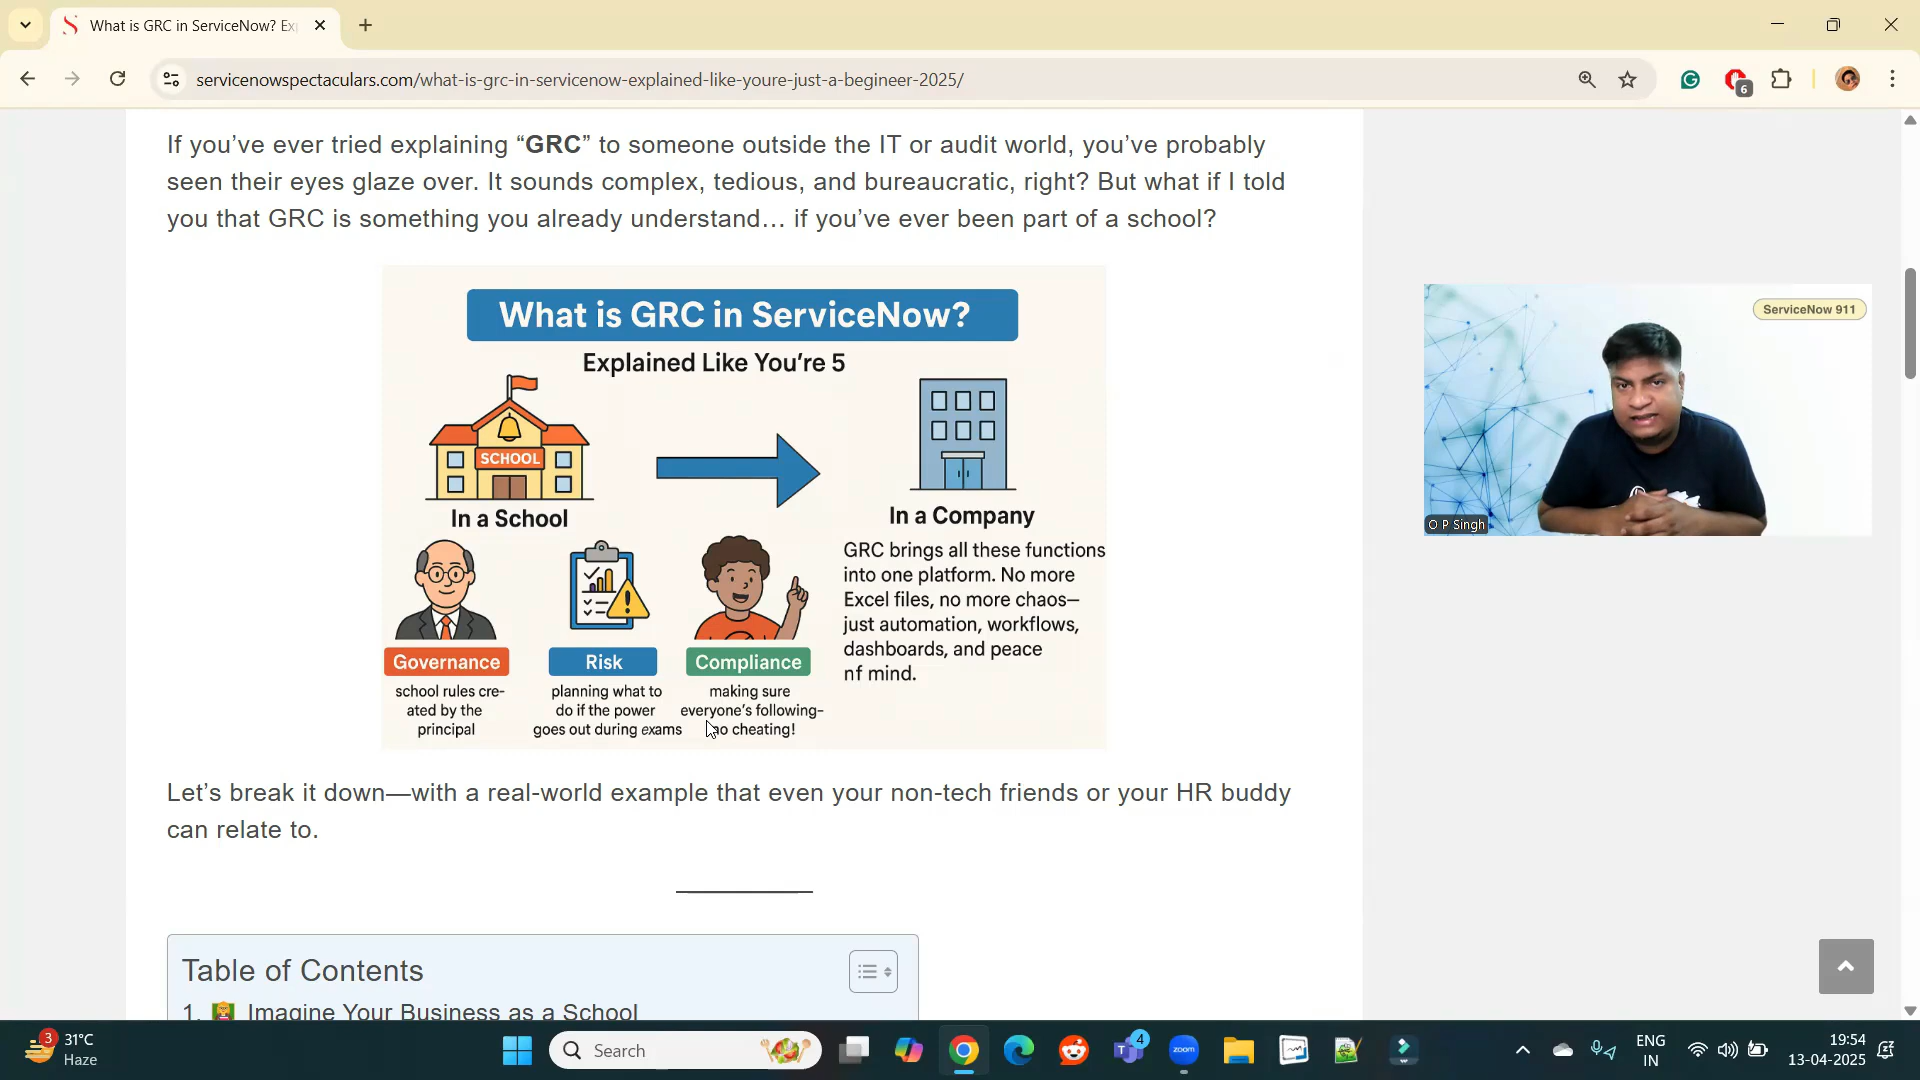 What is GRC in ServiceNow? Ex
servicenowspectaculars.com/what-is-grc-in-servicenow-explained-like-youre-just-a-begineer-2025/
6
If you’ve ever tried explaining “GRC” to someone outside the IT or audit world, you’ve probably
seen their eyes glaze over. It sounds complex, tedious, and bureaucratic, right? But what if I told
you that GRC is something you already understand… if you’ve ever been part of a school?
What is GRC in ServiceNow?
Explained Like You're 5
SCHOOL
In a School
In a Company
GRC brings all these functions
into one platform. No more
Excel files, no more chaos—
just automation, workflows,
dashboards, and peace
nf mind.
Governance
school rules cre-
ated by the
principal
Risk
planning what to
do if the power
goes out during exams
Compliance
making sure
everyone's following-
no cheating!
ServiceNow 911
O P Singh
Let’s break it down—with a real-world example that even your non-tech friends or your HR buddy
can relate to.
Table of Contents
1. Imagine Your Business as a School
3
31°C
Haze
Search
4
zoom
ENG
IN
19:54
13-04-2025